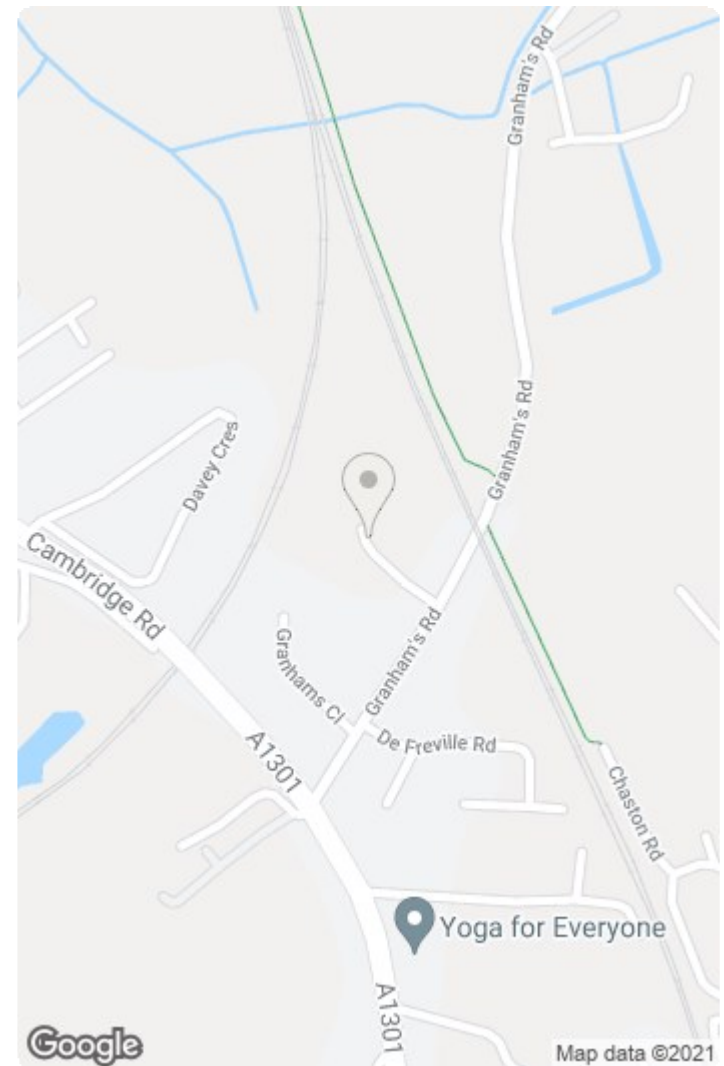 Granham's Rd
Granham's Rd
Davey Cres
Cambridge Rd
Granham's Rd
Granhams Cl
De Freville Rd
A1301
Chaston Rd
Yoga for Everyone
A1301
Google
Map data ©2021